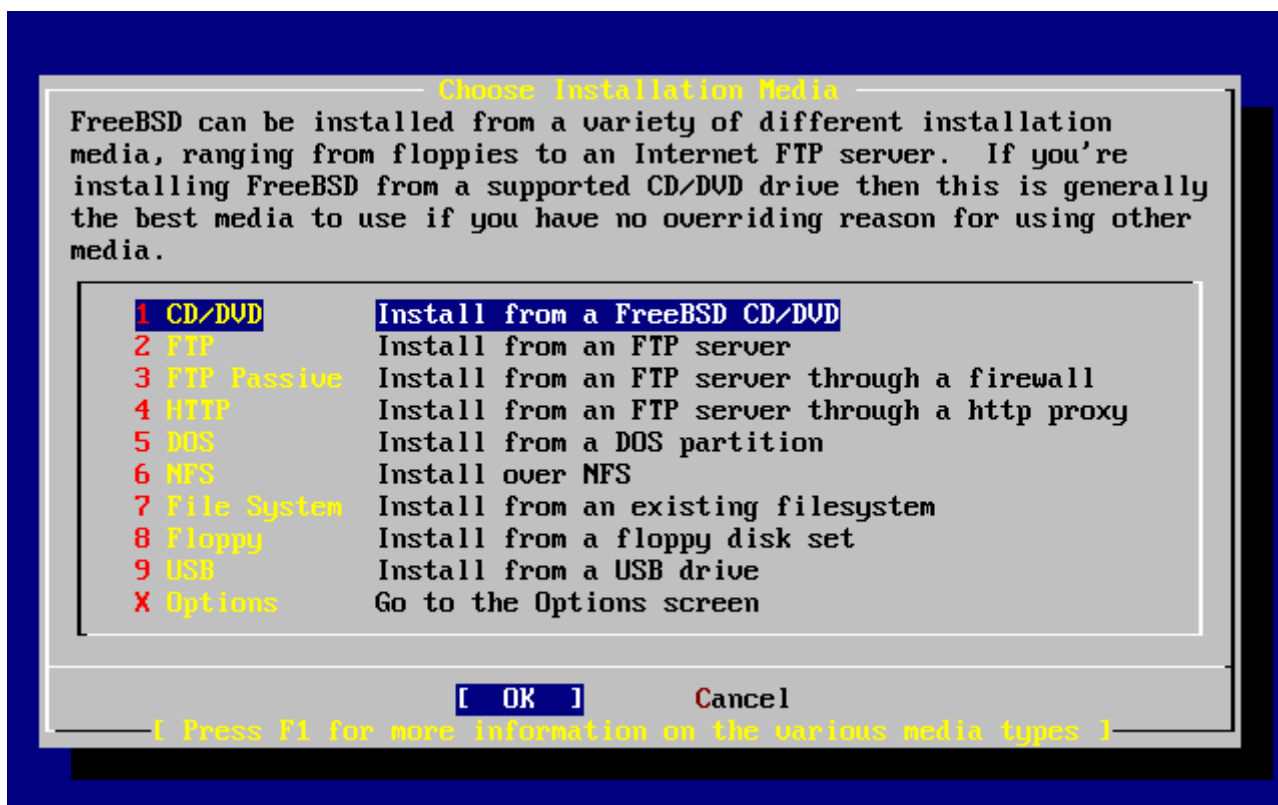 Choose Installation Media
FreeBSD can be installed from a variety of different installation
media, ranging from floppies to an Internet FTP server.  If you're
installing FreeBSD from a supported CD/DVD drive then this is generally
the best media to use if you have no overriding reason for using other
media.
1 CD/DVD Install from a FreeBSD CD/DVD
2 FTP Install from an FTP server
3 FTP Passive Install from an FTP server through a firewall
4 HTTP Install from an FTP server through a http proxy
5 DOS Install from a DOS partition
6 NFS Install over NFS
7 File System Install from an existing filesystem
8 Floppy Install from a floppy disk set
9 USB Install from a USB drive
X Options Go to the Options screen
[ OK ] Cancel
[ Press F1 for more information on the various media types ]